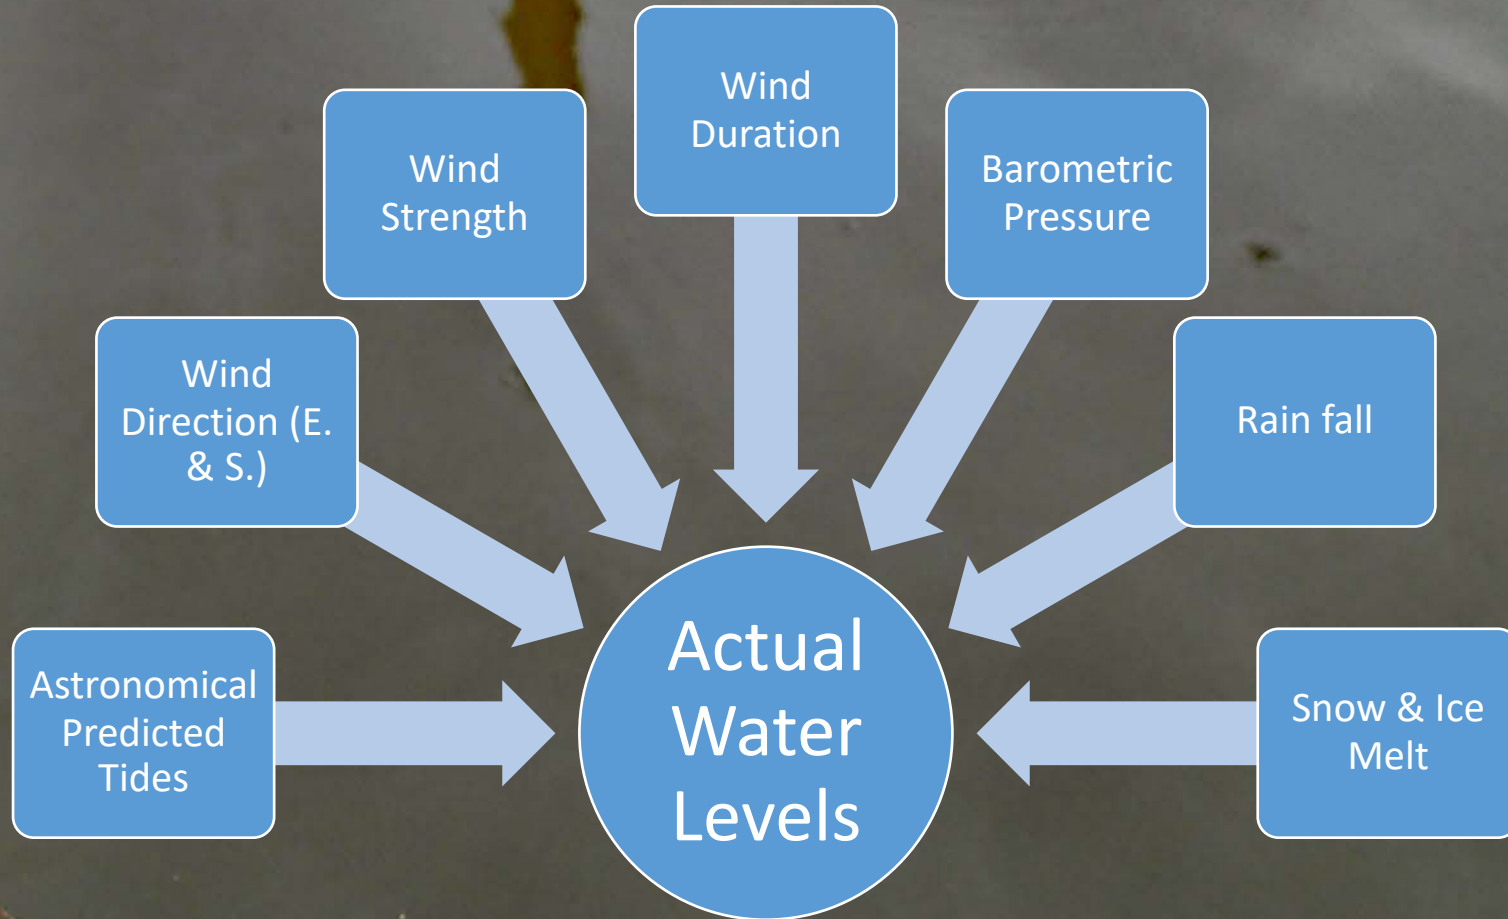 Wind
Duration
Wind
Strength
Barometric
Pressure
Wind
Direction (E.
& S.)
Rain fall
Astronomical
Predicted
Tides
Snow & Ice
Melt
Actual
Water
Levels